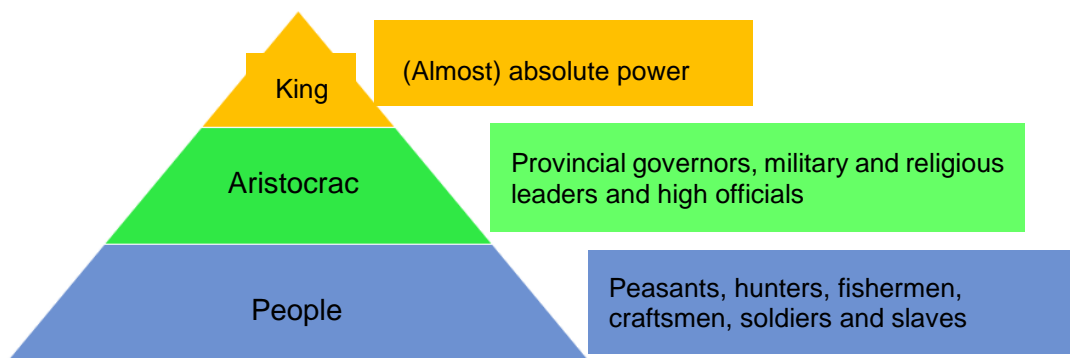 King
(Almost) absolute power
Aristocrac
Provincial governors, military and religious
leaders and high officials
People
Peasants, hunters, fishermen,
craftsmen, soldiers and slaves